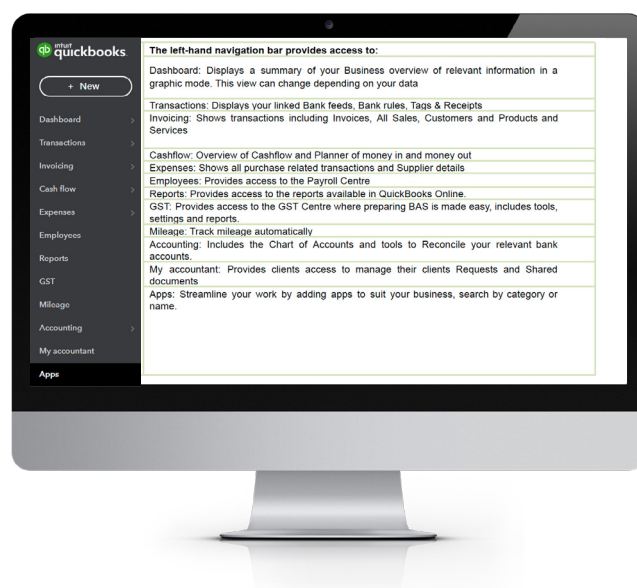 qb intuit quickbooks.
+ New
Dashboard
Transactions
Invoicing
Cash flow
Expenses
Employees
Reports
GST
Mileage
Accounting
My accountant
Apps
The left-hand navigation bar provides access to:
Dashboard: Displays a summary of your Business overview of relevant information in a
graphic mode. This view can change depending on your data
Transactions: Displays your linked Bank feeds, Bank rules, Tags & Receipts
Invoicing: Shows transactions including Invoices, All Sales, Customers and Products and
Services
Cashflow: Overview of Cashflow and Planner of money in and money out
Expenses: Shows all purchase related transactions and Supplier details
Employees: Provides access to the Payroll Centre
Reports: Provides access to the reports available in QuickBooks Online.
GST: Provides access to the GST Centre where preparing BAS is made easy, includes tools,
settings and reports.
Mileage: Track mileage automatically
Accounting: Includes the Chart of Accounts and tools to Reconcile your relevant bank
accounts.
My accountant: Provides clients access to manage their clients Requests and Shared
documents
Apps: Streamline your work by adding apps to suit your business, search by category or
name.